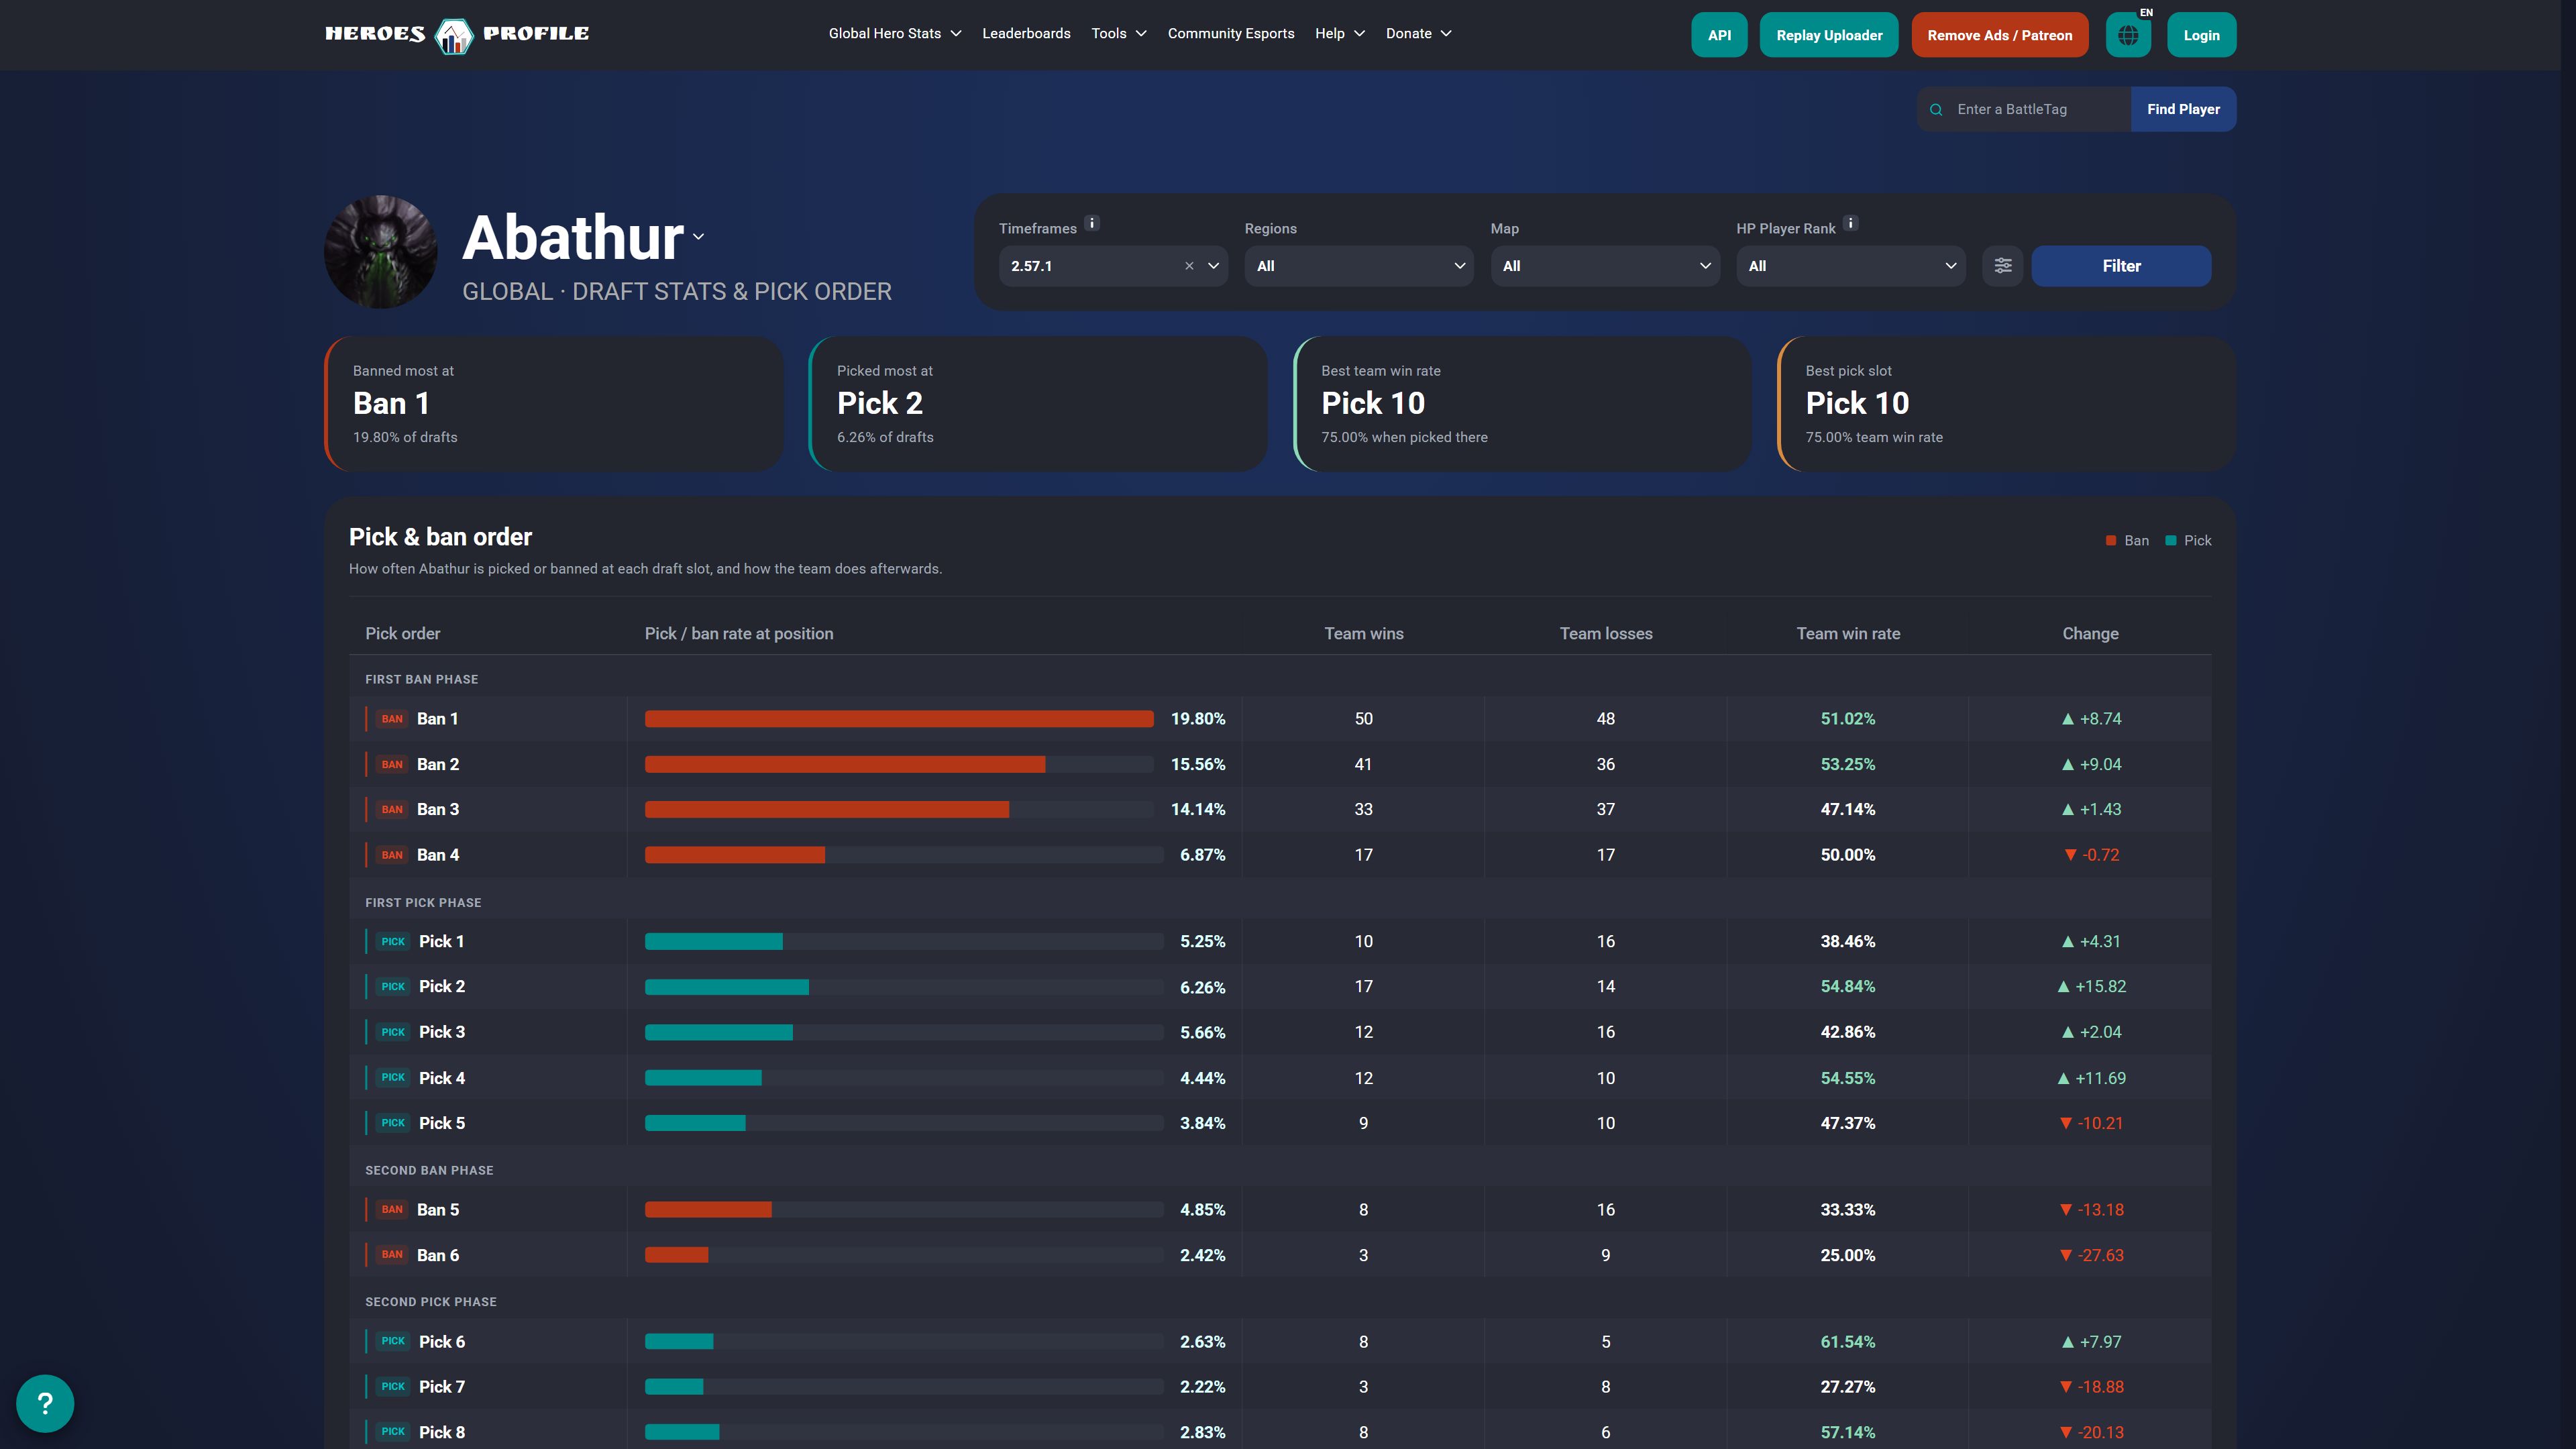 HEROES PROFILE
Global Hero Stats Leaderboards Tools Community Esports Help Donate
API Replay Uploader Remove Ads / Patreon EN Login
Enter a BattleTag Find Player
Abathur
GLOBAL · DRAFT STATS & PICK ORDER
Timeframes i Regions Map HP Player Rank i
2.57.1 × All All All Filter
Banned most at
Ban 1
19.80% of drafts
Picked most at
Pick 2
6.26% of drafts
Best team win rate
Pick 10
75.00% when picked there
Best pick slot
Pick 10
75.00% team win rate
Pick & ban order
Ban Pick
How often Abathur is picked or banned at each draft slot, and how the team does afterwards.
Pick order Pick / ban rate at position Team wins Team losses Team win rate Change
FIRST BAN PHASE
BAN Ban 1 19.80% 50 48 51.02% ▲ +8.74
BAN Ban 2 15.56% 41 36 53.25% ▲ +9.04
BAN Ban 3 14.14% 33 37 47.14% ▲ +1.43
BAN Ban 4 6.87% 17 17 50.00% ▼ -0.72
FIRST PICK PHASE
PICK Pick 1 5.25% 10 16 38.46% ▲ +4.31
PICK Pick 2 6.26% 17 14 54.84% ▲ +15.82
PICK Pick 3 5.66% 12 16 42.86% ▲ +2.04
PICK Pick 4 4.44% 12 10 54.55% ▲ +11.69
PICK Pick 5 3.84% 9 10 47.37% ▼ -10.21
SECOND BAN PHASE
BAN Ban 5 4.85% 8 16 33.33% ▼ -13.18
BAN Ban 6 2.42% 3 9 25.00% ▼ -27.63
SECOND PICK PHASE
PICK Pick 6 2.63% 8 5 61.54% ▲ +7.97
PICK Pick 7 2.22% 3 8 27.27% ▼ -18.88
PICK Pick 8 2.83% 8 6 57.14% ▼ -20.13
?